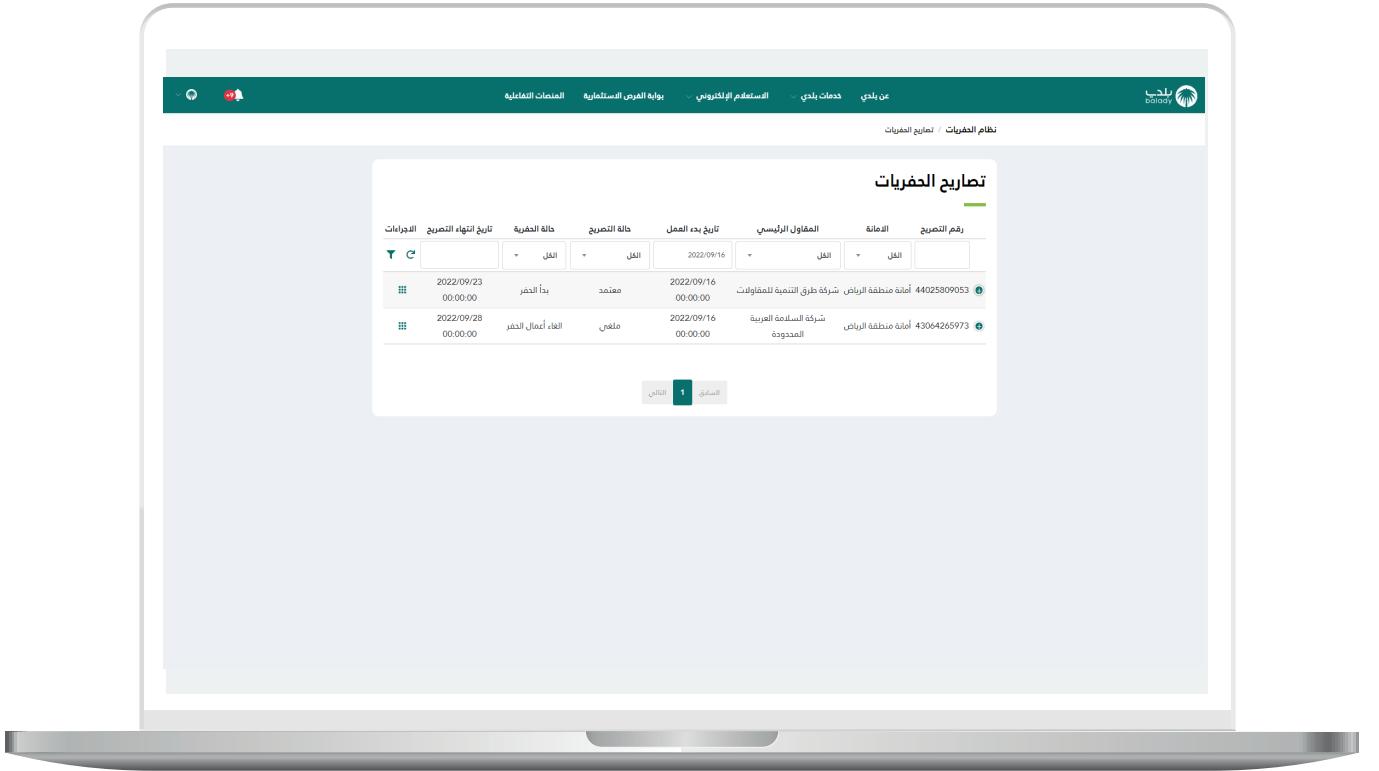 بلدي
balady
عن بلدي
خدمات بلدي
الاستعلام الإلكتروني
بوابة الفرص الاستثمارية
المنصات التفاعلية
+9
نظام الحفريات / تصاريح الحفريات
تصاريح الحفريات
رقم التصريح الامانة المقاول الرئيسي تاريخ بدء العمل حالة التصريح حالة الحفرية تاريخ انتهاء التصريح الاجراءات
الكل الكل 2022/09/16 الكل الكل
44025809053 أمانة منطقة الرياض شركة طرق التنمية للمقاولات 2022/09/16 00:00:00 معتمد بدأ الحفر 2022/09/23 00:00:00
43064265973 أمانة منطقة الرياض شركة السلامة العربية المحدودة 2022/09/16 00:00:00 ملغي الغاء أعمال الحفر 2022/09/28 00:00:00
السابق 1 التالي